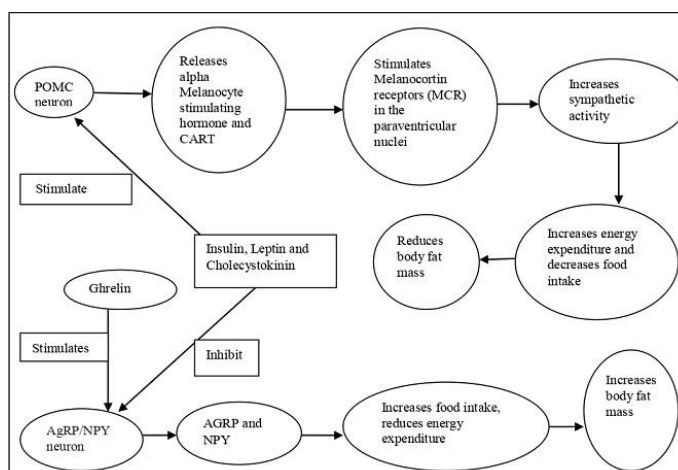 POMC
neuron
Releases
alpha
Melanocyte
stimulating
hormone and
CART
Stimulates
Melanocortin
receptors (MCR)
in the
paraventricular
nuclei
Increases
sympathetic
activity
Stimulate
Insulin, Leptin and
Cholecystokinin
Reduces
body fat
mass
Increases energy
expenditure and
decreases food
intake
Ghrelin
Stimulates
Inhibit
AgRP/NPY
neuron
AGRP and
NPY
Increases food intake,
reduces energy
expenditure
Increases
body fat
mass